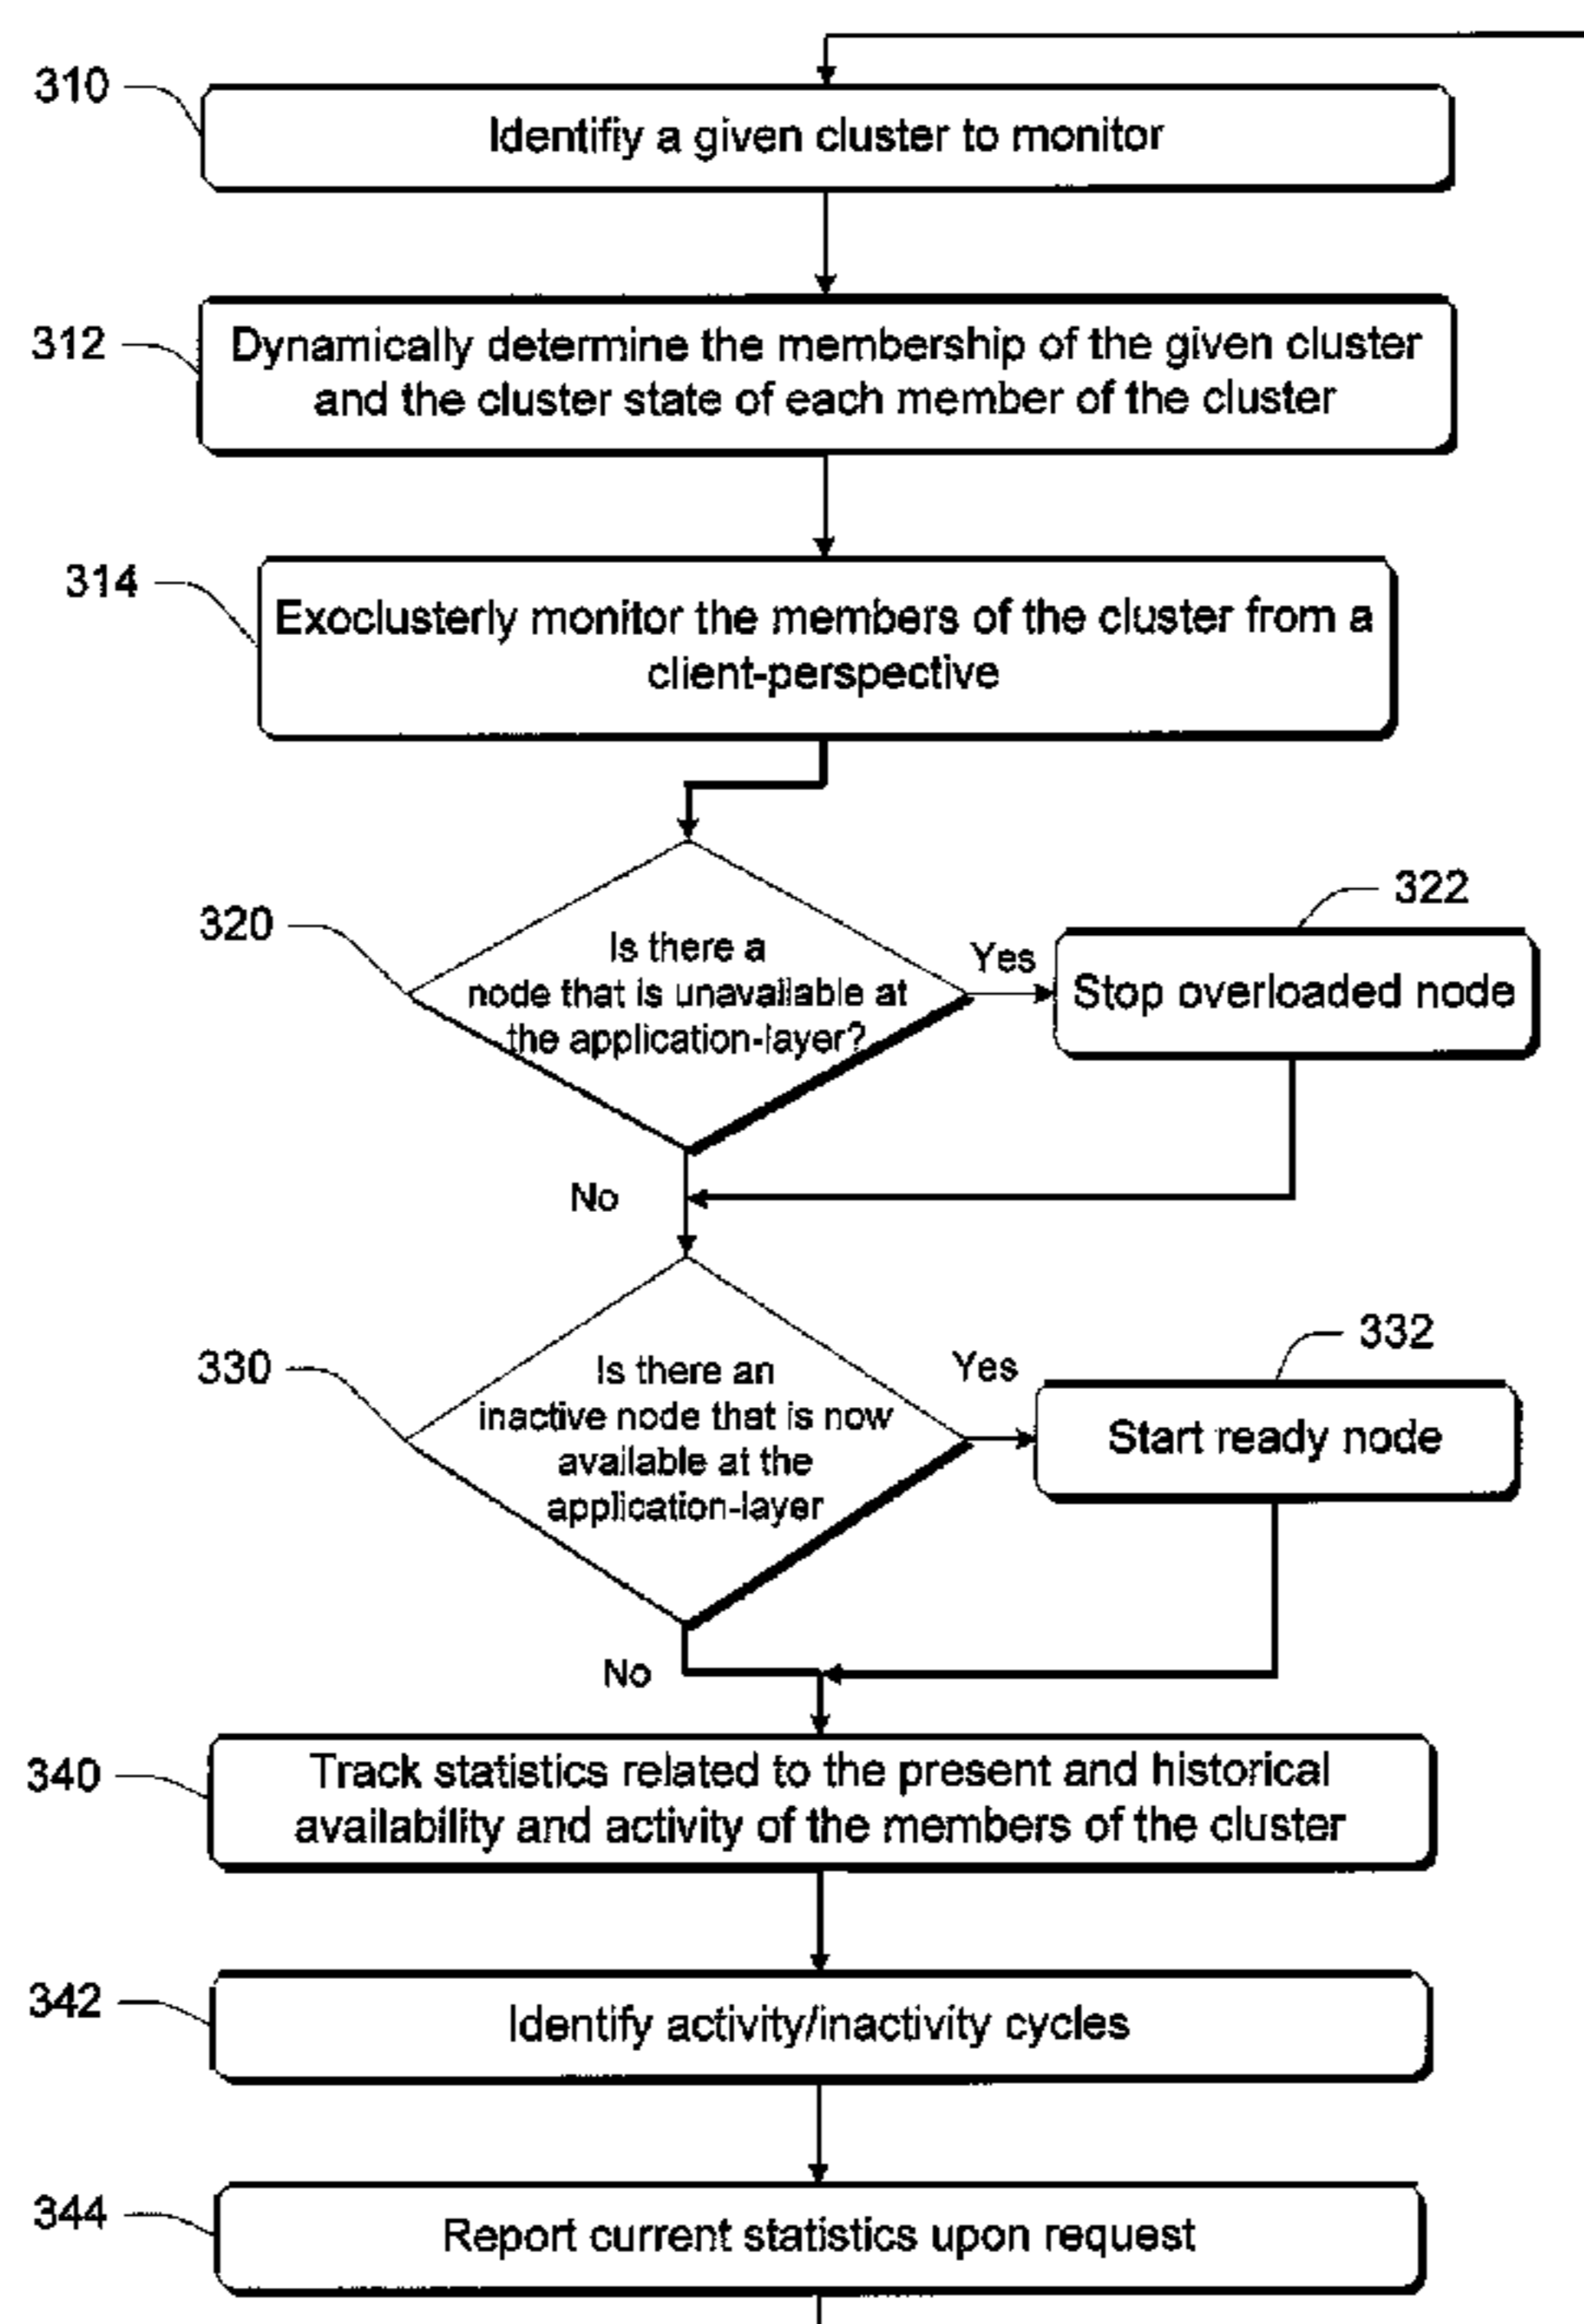 310
Identifiy a given cluster to monitor
312
Dynamically determine the membership of the given cluster
and the cluster state of each member of the cluster
314
Exoclusterly monitor the members of the cluster from a
client-perspective
320
Is there a
node that is unavailable at
the application-layer?
Yes
322
Stop overloaded node
No
330
Is there an
inactive node that is now
available at the
application-layer
Yes
332
Start ready node
No
340
Track statistics related to the present and historical
availability and activity of the members of the cluster
342
Identify activity/inactivity cycles
344
Report current statistics upon request